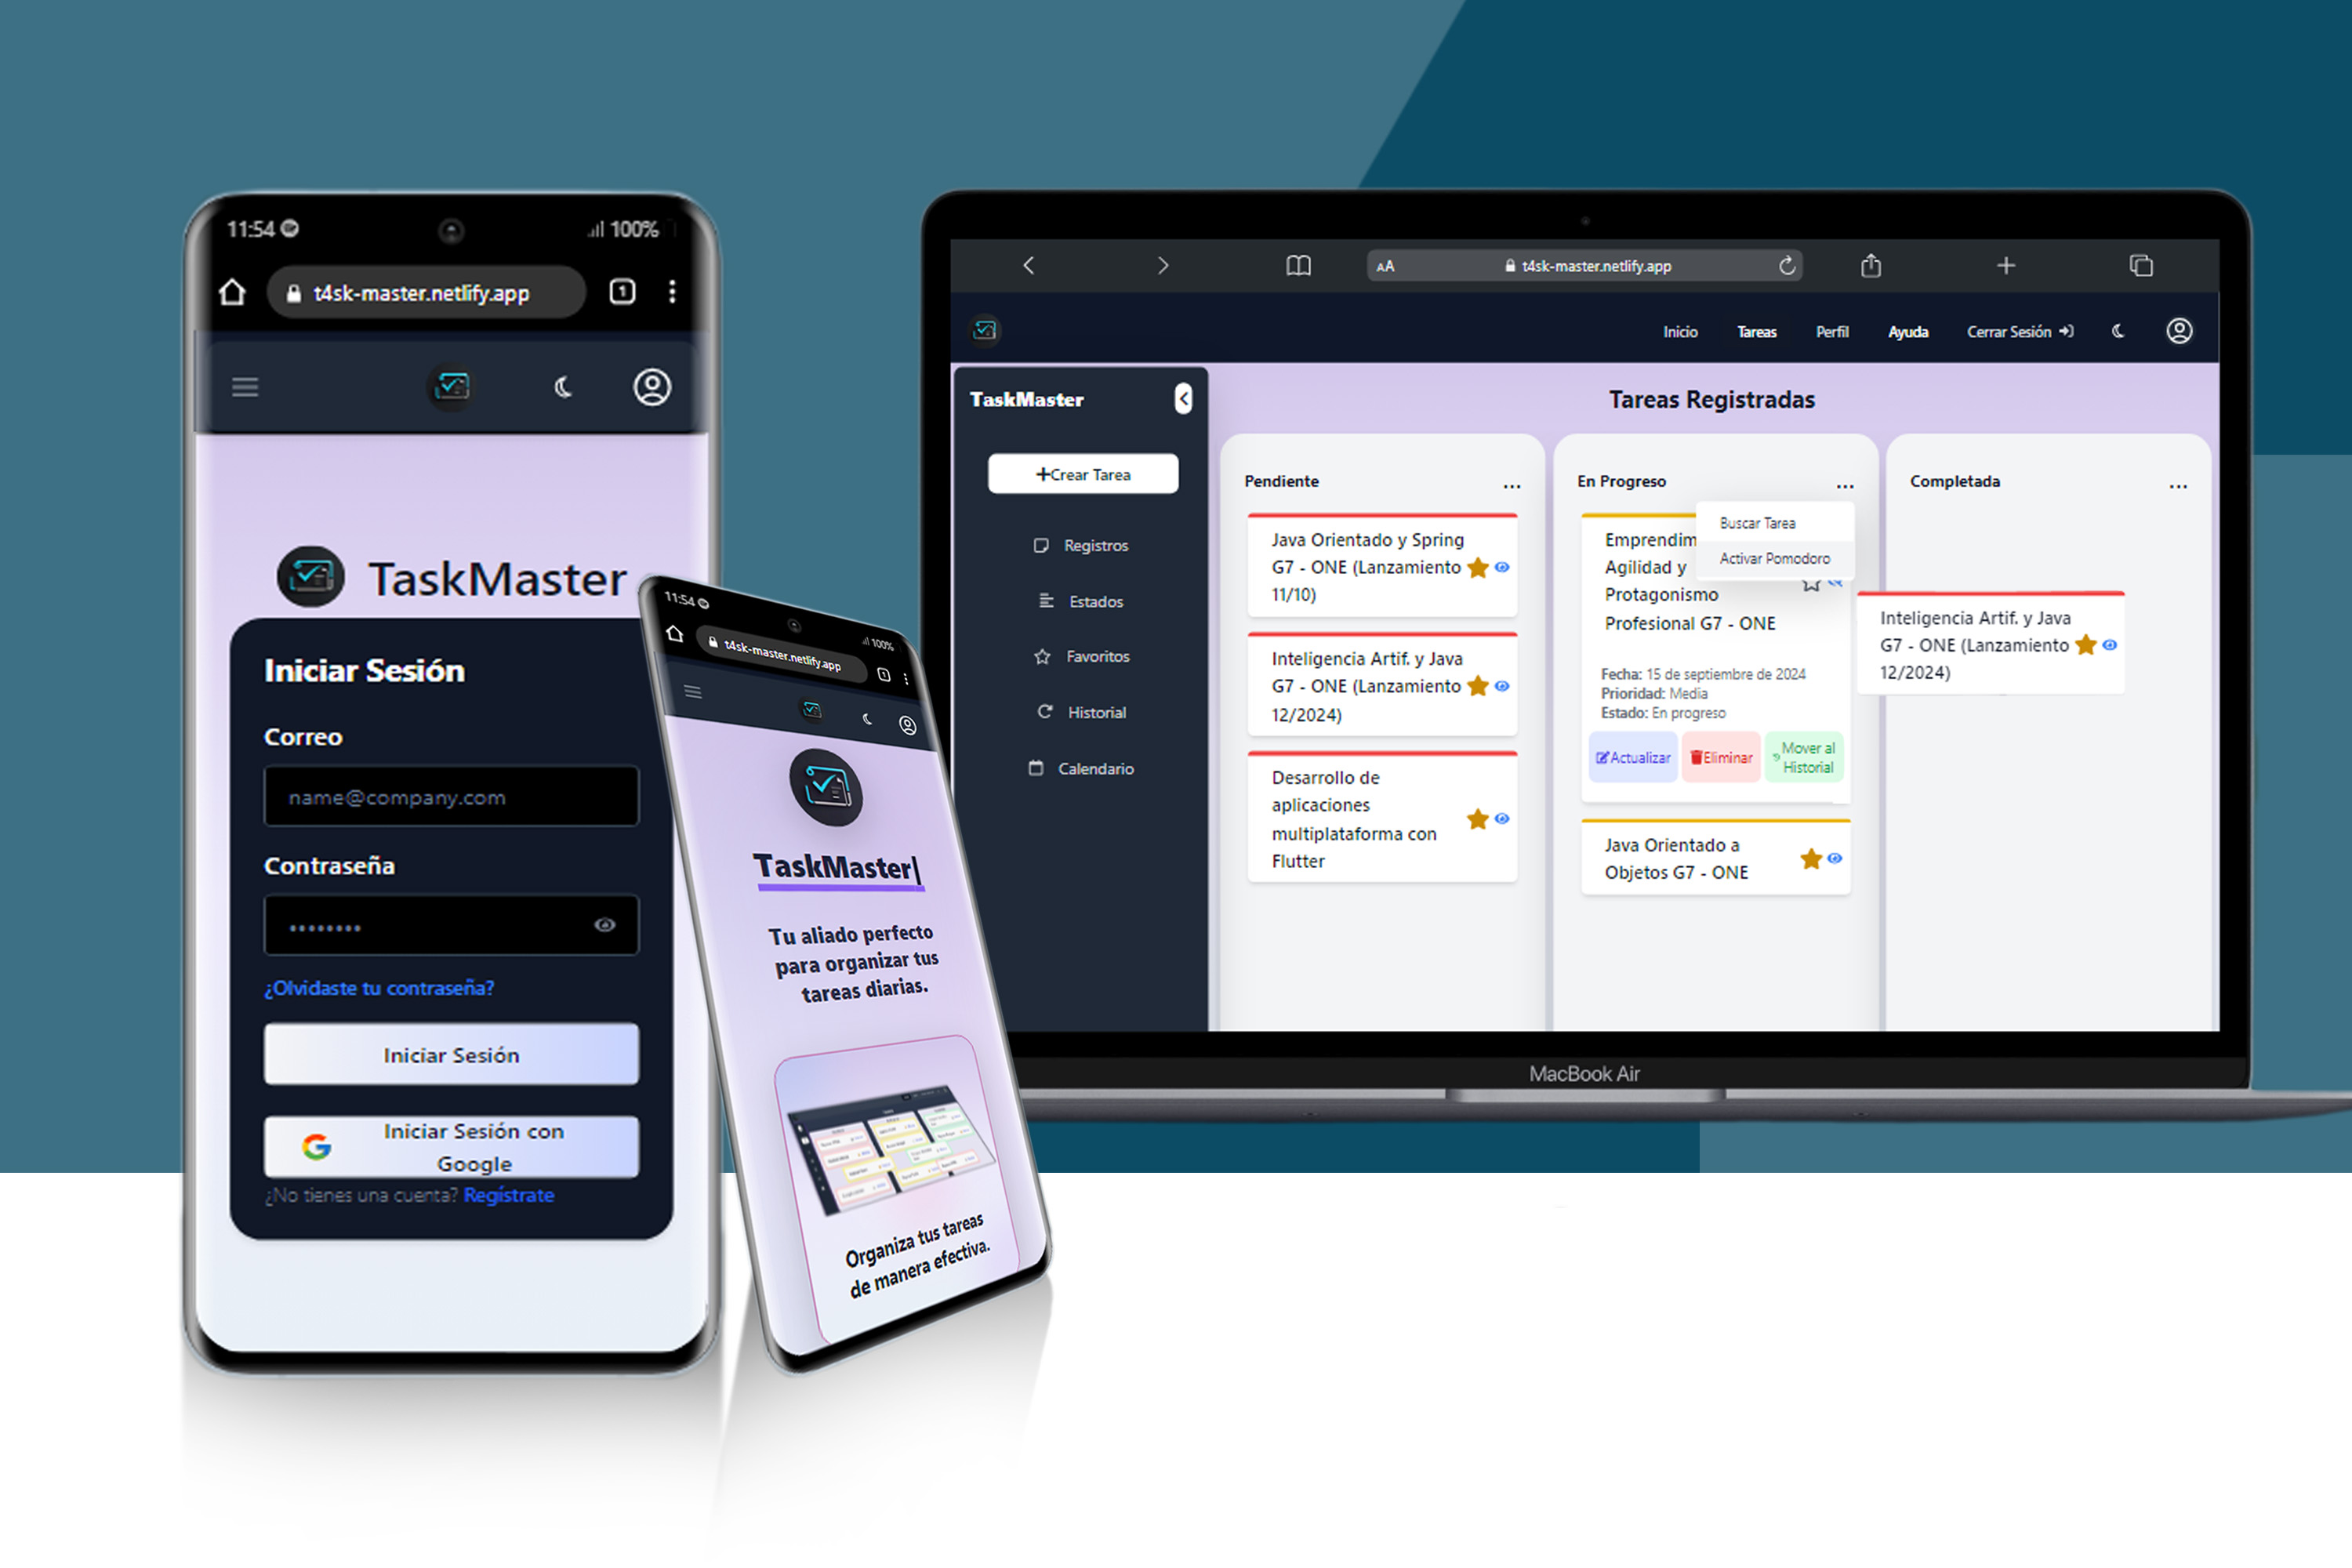 11:54
100%
t4sk-master.netlify.app
1
TaskMaster
Iniciar Sesión
Correo
name@company.com
Contraseña
••••••••
¿Olvidaste tu contraseña?
Iniciar Sesión
Iniciar Sesión con
Google
¿No tienes una cuenta? Regístrate
11:54
100%
t4sk-master.netlify.app
1
TaskMaster
Tu aliado perfecto
para organizar tus
tareas diarias.
Organiza tus tareas
de manera efectiva.
AA
t4sk-master.netlify.app
Inicio
Tareas
Perfil
Ayuda
Cerrar Sesión
TaskMaster
+Crear Tarea
Registros
Estados
Favoritos
Historial
Calendario
Tareas Registradas
Pendiente
...
Java Orientado y Spring
G7 - ONE (Lanzamiento
11/10)
Inteligencia Artif. y Java
G7 - ONE (Lanzamiento
12/2024)
Desarrollo de
aplicaciones
multiplataforma con
Flutter
En Progreso
...
Buscar Tarea
Activar Pomodoro
Emprendim
Agilidad y
Protagonismo
Profesional G7 - ONE
Fecha: 15 de septiembre de 2024
Prioridad: Media
Estado: En progreso
Actualizar
Eliminar
Mover al
Historial
Java Orientado a
Objetos G7 - ONE
Completada
...
Inteligencia Artif. y Java
G7 - ONE (Lanzamiento
12/2024)
MacBook Air